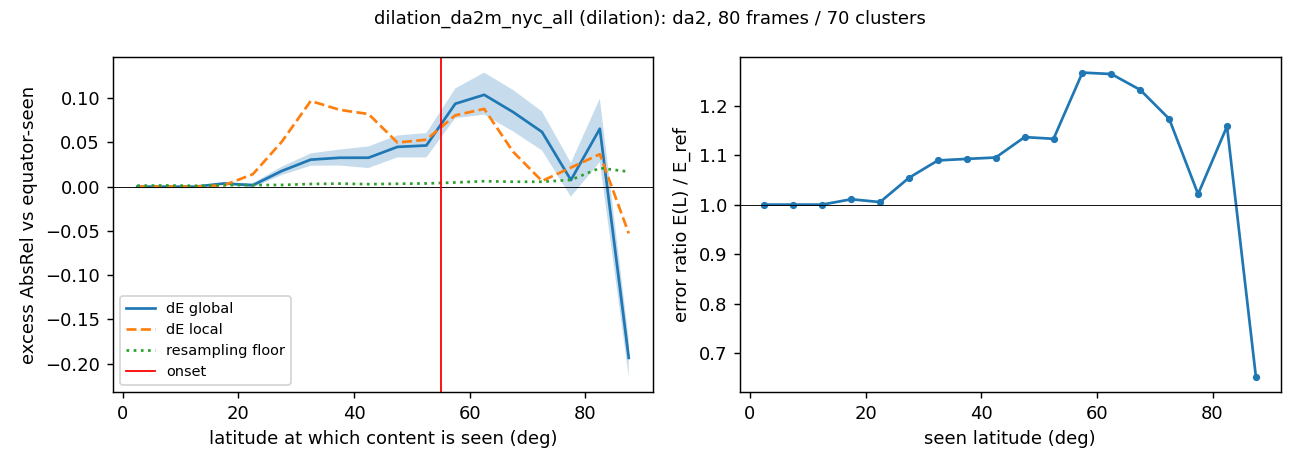 dilation_da2m_nyc_all (dilation): da2, 80 frames / 70 clusters
excess AbsRel vs equator-seen
0.10
0.05
0.00
−0.05
−0.10
−0.15
−0.20
dE global
dE local
resampling floor
onset
0 20 40 60 80
latitude at which content is seen (deg)
error ratio E(L) / E_ref
1.2
1.1
1.0
0.9
0.8
0.7
0 20 40 60 80
seen latitude (deg)